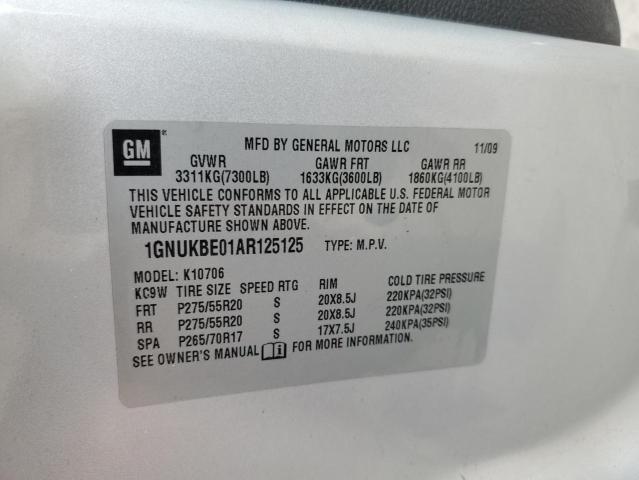 GM ®
MFD BY GENERAL MOTORS LLC 11/09
GVWR GAWR FRT GAWR RR
3311KG(7300LB) 1633KG(3600LB) 1860KG(4100LB)
THIS VEHICLE CONFORMS TO ALL APPLICABLE U.S. FEDERAL MOTOR
VEHICLE SAFETY STANDARDS IN EFFECT ON THE DATE OF
MANUFACTURE SHOWN ABOVE.
1GNUKBE01AR125125 TYPE: M.P.V.
MODEL: K10706
KC9W TIRE SIZE SPEED RTG RIM COLD TIRE PRESSURE
FRT P275/55R20 S 20X8.5J 220KPA(32PSI)
RR P275/55R20 S 20X8.5J 220KPA(32PSI)
SPA P265/70R17 S 17X7.5J 240KPA(35PSI)
SEE OWNER'S MANUAL FOR MORE INFORMATION.